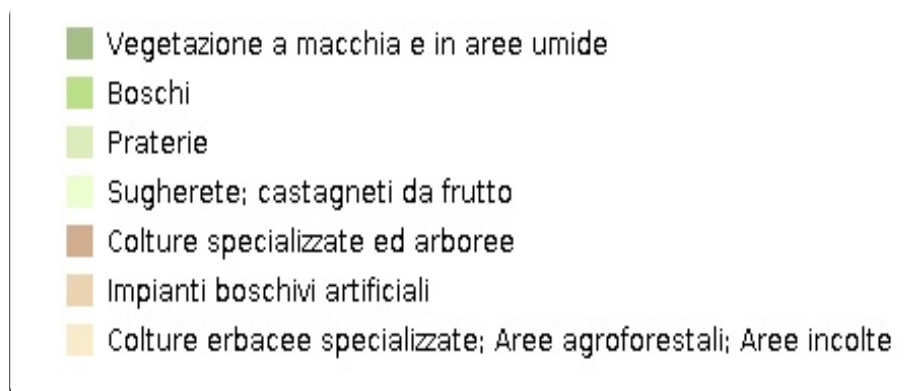 Vegetazione a macchia e in aree umide
Boschi
Praterie
Sugherete; castagneti da frutto
Colture specializzate ed arboree
Impianti boschivi artificiali
Colture erbacee specializzate; Aree agroforestali; Aree incolte